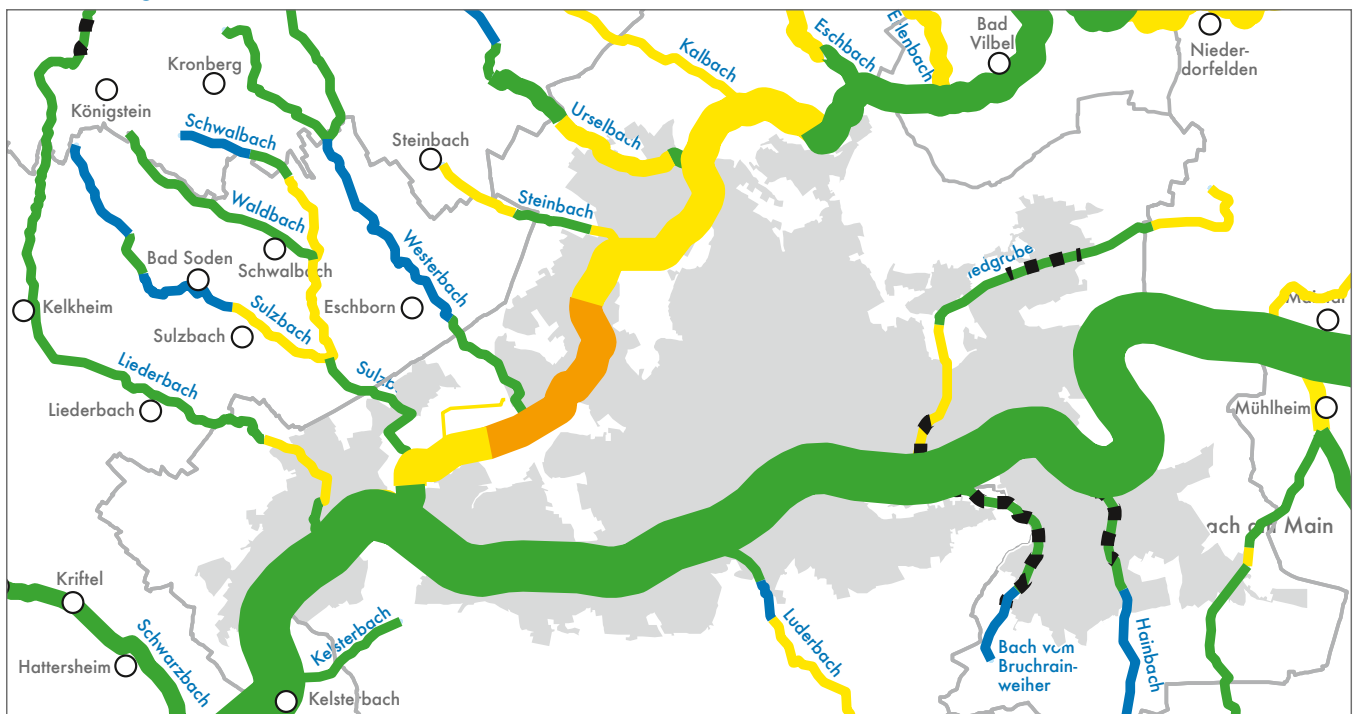 Kronberg
Königstein
Schwalbach
Steinbach
Urselbach
Kalbach
Eschbach
Erlenbach
Bad
Vilbel
Nieder-
dorfelden
Waldbach
Steinbach
Bad Soden
Schwalbach
Westerbach
Kelkheim
Sulzbach
Sulzbach
Eschborn
Liederbach
Liederbach
Mühlheim
Kriftel
Schwarzbach
Hattersheim
Kelsterbach
Kelsterbach
Luderbach
Bach vom
Bruchrain-
weiher
Hainbach
am Main